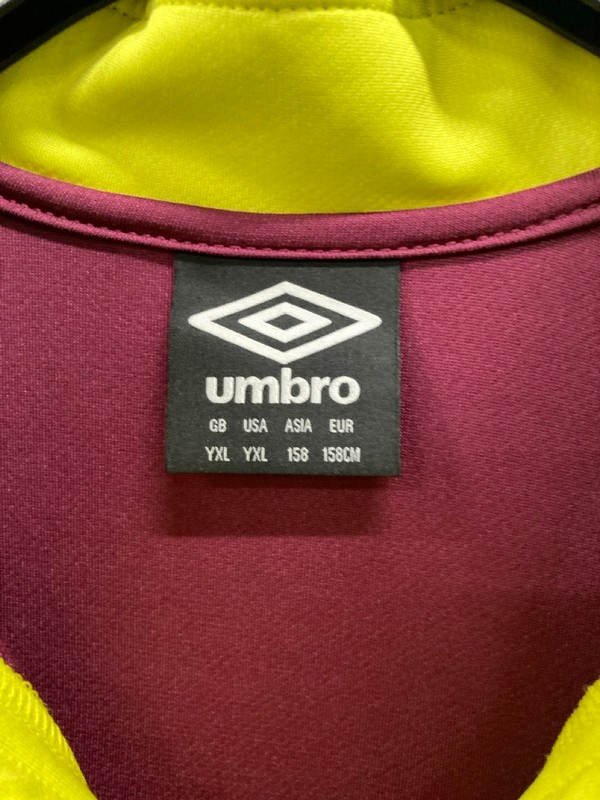 umbro
GB USA ASIA EUR
YXL YXL 158 158CM